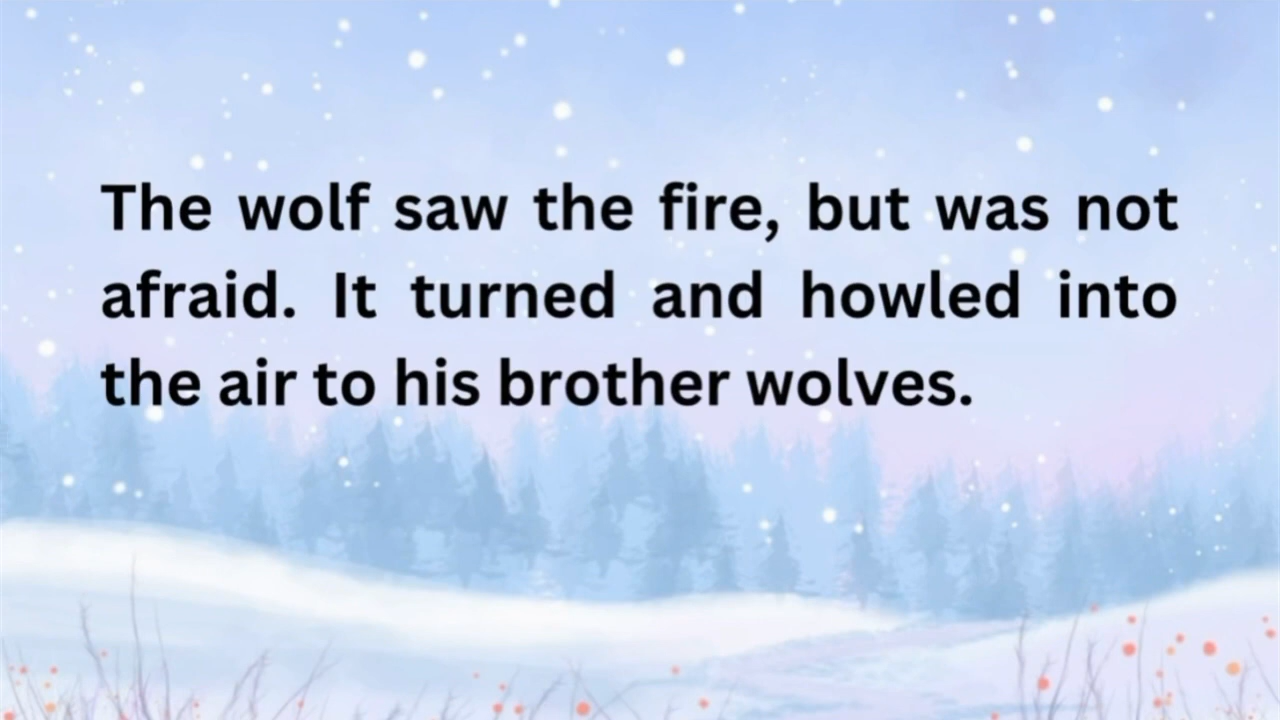 The wolf saw the fire, but was not
afraid. It turned and howled into
the air to his brother wolves.